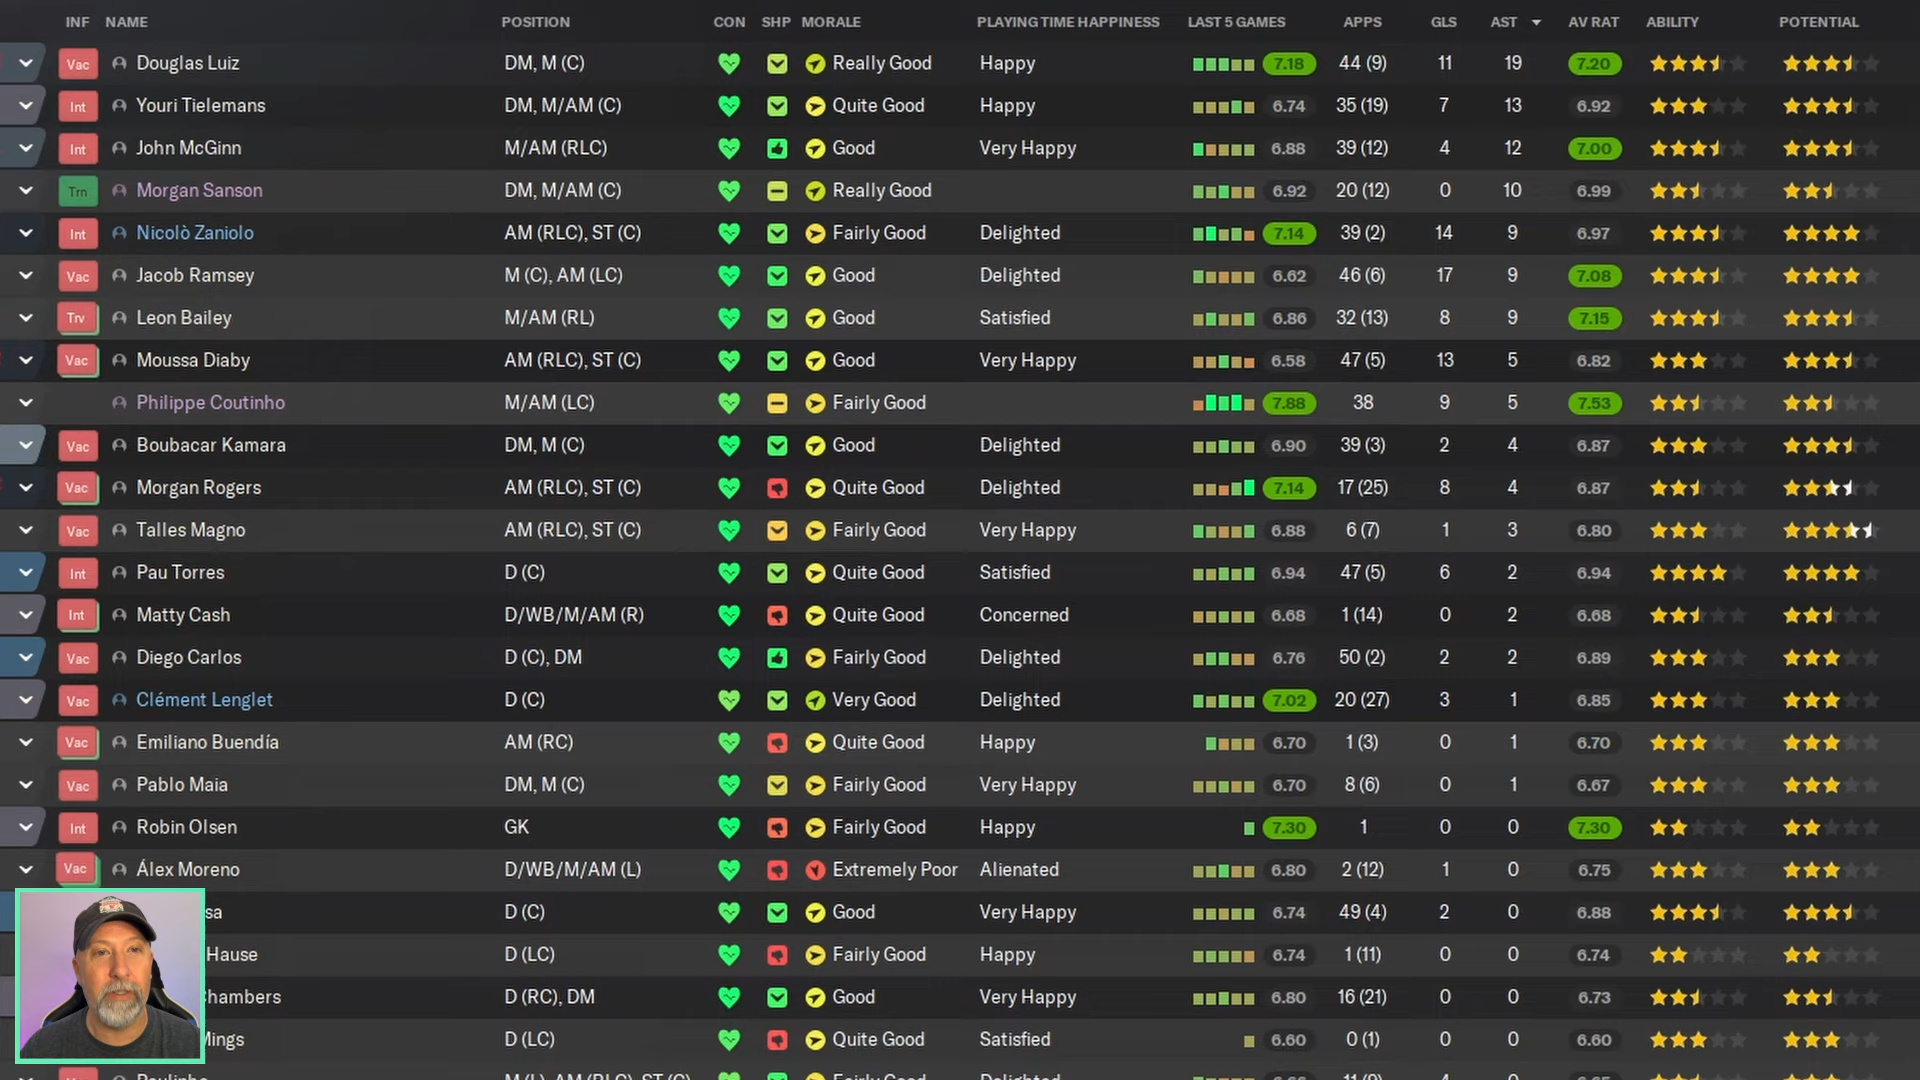 INF NAME POSITION CON SHP MORALE PLAYING TIME HAPPINESS LAST 5 GAMES APPS GLS AST AV RAT ABILITY POTENTIAL
Vac Douglas Luiz DM, M (C) Really Good Happy 7.18 44 (9) 11 19 7.20
Int Youri Tielemans DM, M/AM (C) Quite Good Happy 6.74 35 (19) 7 13 6.92
Int John McGinn M/AM (RLC) Good Very Happy 6.88 39 (12) 4 12 7.00
Trn Morgan Sanson DM, M/AM (C) Really Good 6.92 20 (12) 0 10 6.99
Int Nicolò Zaniolo AM (RLC), ST (C) Fairly Good Delighted 7.14 39 (2) 14 9 6.97
Vac Jacob Ramsey M (C), AM (LC) Good Delighted 6.62 46 (6) 17 9 7.08
Trv Leon Bailey M/AM (RL) Good Satisfied 6.86 32 (13) 8 9 7.15
Vac Moussa Diaby AM (RLC), ST (C) Good Very Happy 6.58 47 (5) 13 5 6.82
Philippe Coutinho M/AM (LC) Fairly Good 7.88 38 9 5 7.53
Vac Boubacar Kamara DM, M (C) Good Delighted 6.90 39 (3) 2 4 6.87
Vac Morgan Rogers AM (RLC), ST (C) Quite Good Delighted 7.14 17 (25) 8 4 6.87
Vac Talles Magno AM (RLC), ST (C) Fairly Good Very Happy 6.88 6 (7) 1 3 6.80
Int Pau Torres D (C) Quite Good Satisfied 6.94 47 (5) 6 2 6.94
Int Matty Cash D/WB/M/AM (R) Quite Good Concerned 6.68 1 (14) 0 2 6.68
Vac Diego Carlos D (C), DM Fairly Good Delighted 6.76 50 (2) 2 2 6.89
Vac Clément Lenglet D (C) Very Good Delighted 7.02 20 (27) 3 1 6.85
Vac Emiliano Buendía AM (RC) Quite Good Happy 6.70 1 (3) 0 1 6.70
Vac Pablo Maia DM, M (C) Fairly Good Very Happy 6.70 8 (6) 0 1 6.67
Int Robin Olsen GK Fairly Good Happy 7.30 1 0 0 7.30
Vac Álex Moreno D/WB/M/AM (L) Extremely Poor Alienated 6.80 2 (12) 1 0 6.75
sa D (C) Good Very Happy 6.74 49 (4) 2 0 6.88
Hause D (LC) Fairly Good Happy 6.74 1 (11) 0 0 6.74
Chambers D (RC), DM Good Very Happy 6.80 16 (21) 0 0 6.73
Mings D (LC) Quite Good Satisfied 6.60 0 (1) 0 0 6.60